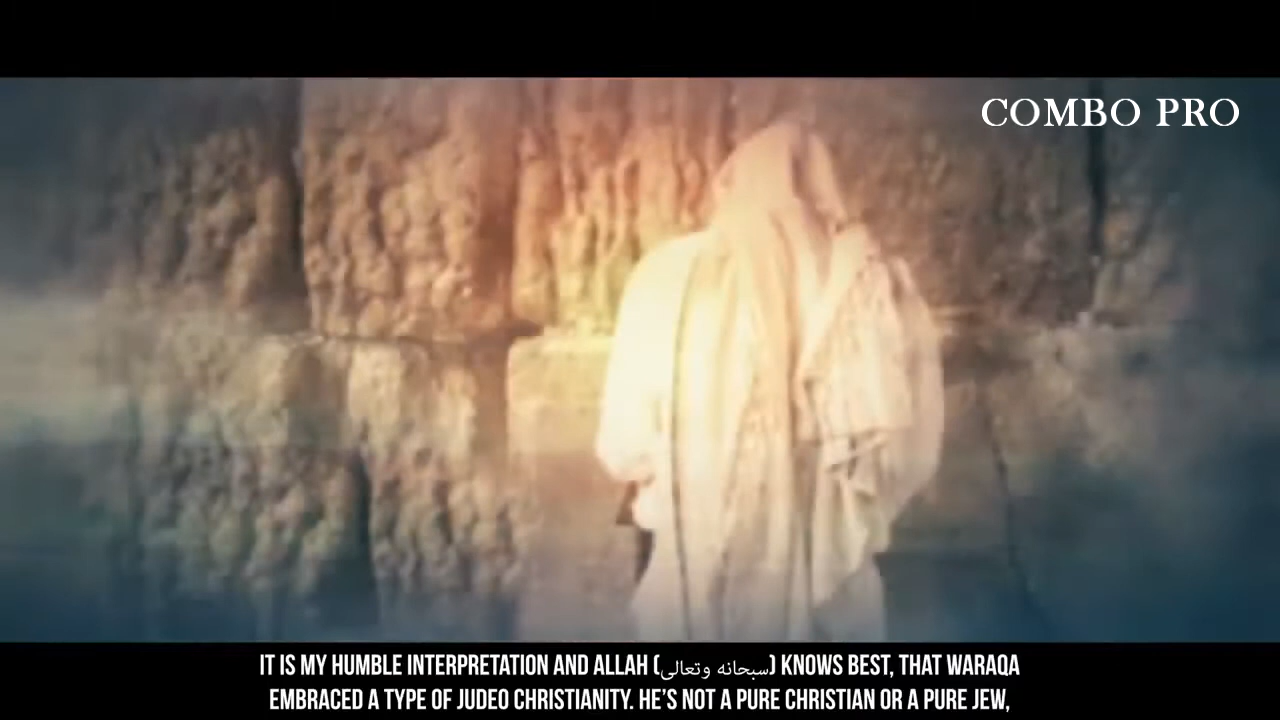 COMBO PRO
IT IS MY HUMBLE INTERPRETATION AND ALLAH (سبحانه وتعالى) KNOWS BEST, THAT WARAQA
EMBRACED A TYPE OF JUDEO CHRISTIANITY. HE'S NOT A PURE CHRISTIAN OR A PURE JEW,